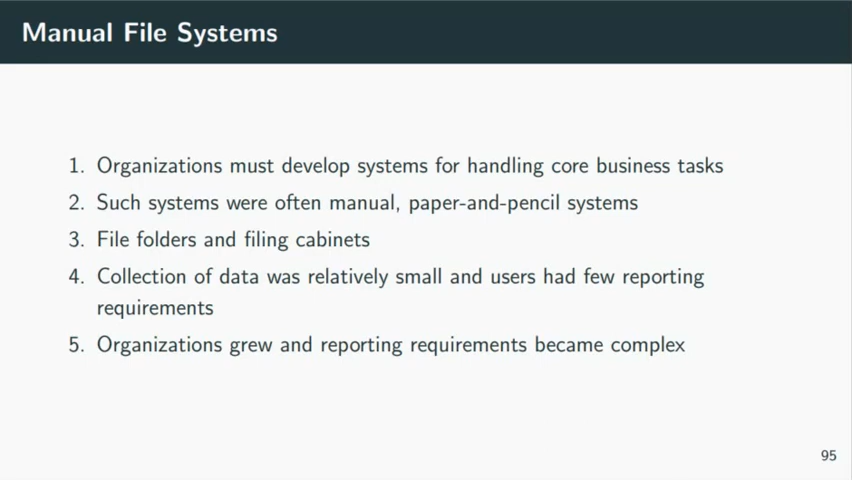 Manual File Systems
1. Organizations must develop systems for handling core business tasks
2. Such systems were often manual, paper-and-pencil systems
3. File folders and filing cabinets
4. Collection of data was relatively small and users had few reporting
requirements
5. Organizations grew and reporting requirements became complex
95